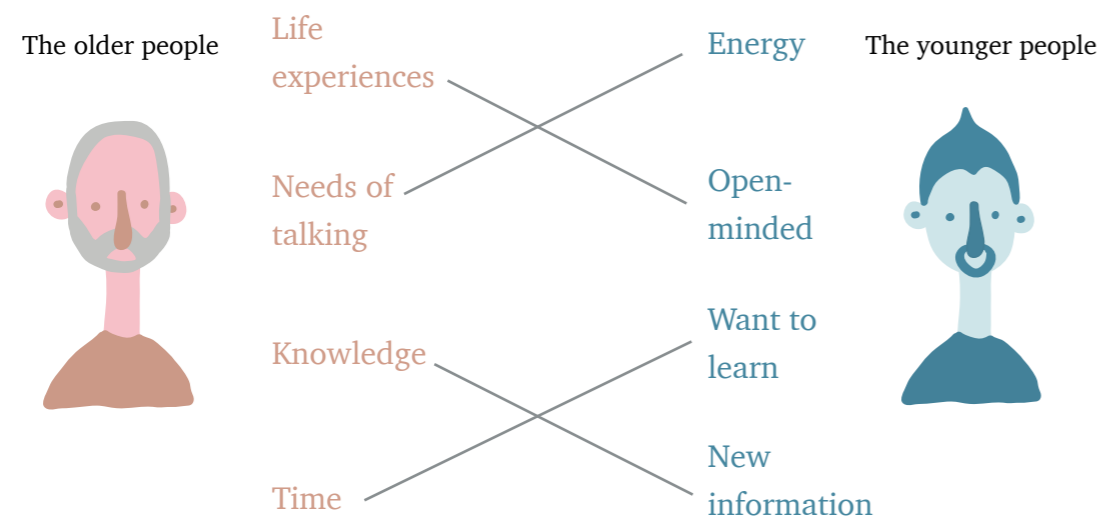 The older people
Life
experiences
Needs of
talking
Knowledge
Time
Energy
Open-
minded
Want to
learn
New
information
The younger people